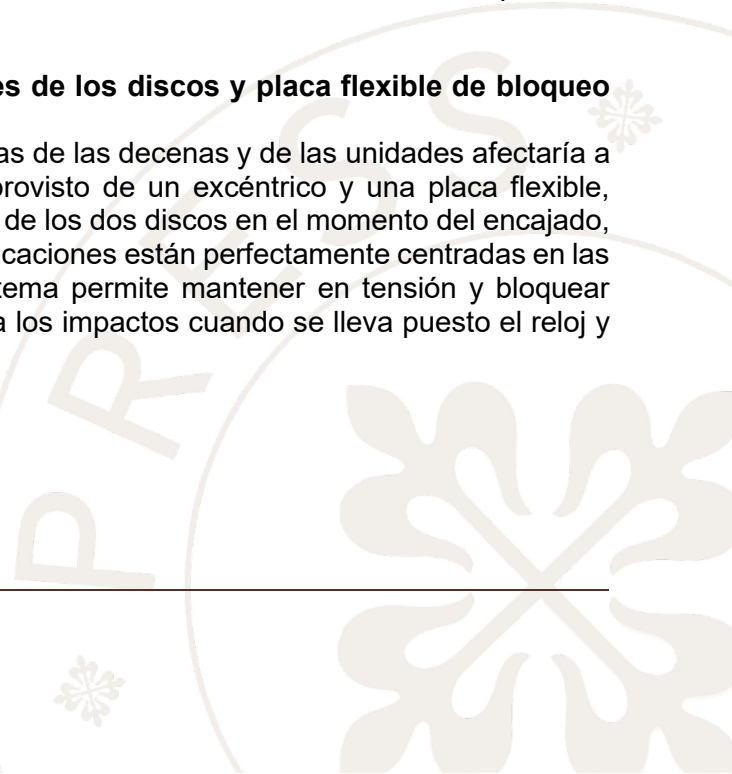 es de los discos y placa flexible de bloqueo
as de las decenas y de las unidades afectaría a
provisto de un excéntrico y una placa flexible,
de los dos discos en el momento del encajado,
icaciones están perfectamente centradas en las
tema permite mantener en tensión y bloquear
a los impactos cuando se lleva puesto el reloj y
PRESS